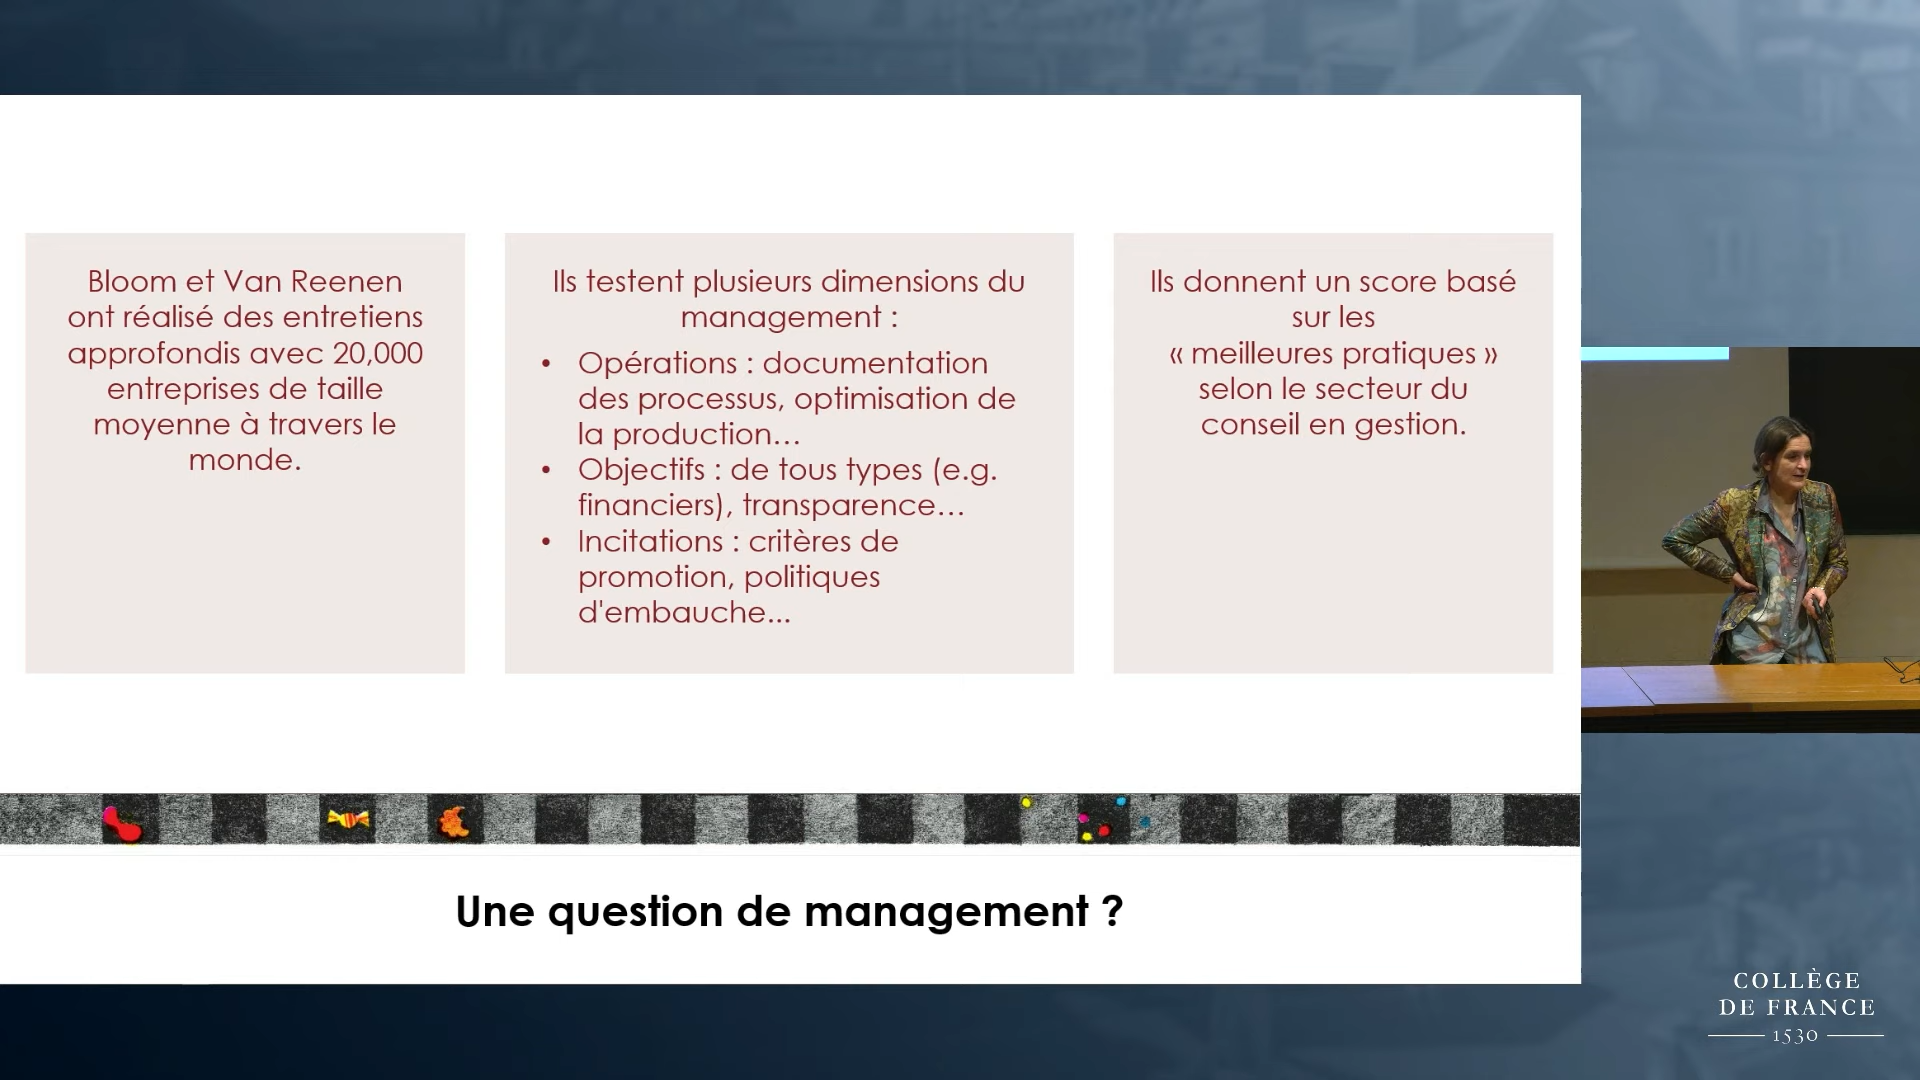 Bloom et Van Reenen
ont réalisé des entretiens
approfondis avec 20,000
entreprises de taille
moyenne à travers le
monde.
Ils testent plusieurs dimensions du
management :
• Opérations : documentation
des processus, optimisation de
la production…
• Objectifs : de tous types (e.g.
financiers), transparence…
• Incitations : critères de
promotion, politiques
d'embauche...
Ils donnent un score basé
sur les
« meilleures pratiques »
selon le secteur du
conseil en gestion.
Une question de management ?
COLLÈGE
DE FRANCE
1530